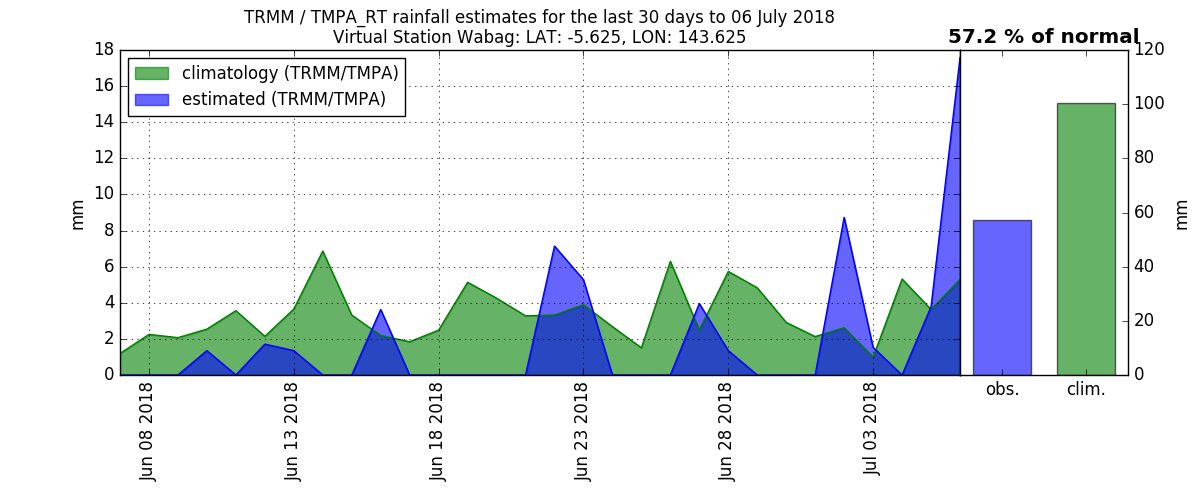 TRMM / TMPA_RT rainfall estimates for the last 30 days to 06 July 2018
Virtual Station Wabag: LAT: -5.625, LON: 143.625
57.2 % of normal
climatology (TRMM/TMPA)
estimated (TRMM/TMPA)
mm
18
16
14
12
10
8
6
4
2
0
Jun 08 2018
Jun 13 2018
Jun 18 2018
Jun 23 2018
Jun 28 2018
Jul 03 2018
obs.
clim.
120
100
80
60
40
20
0
mm